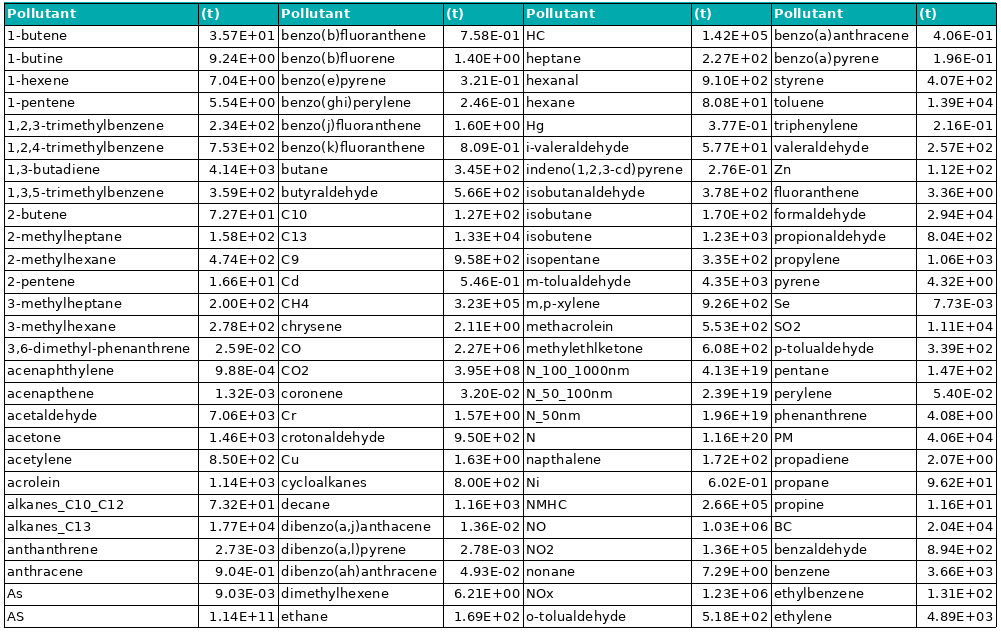 Pollutant (t) Pollutant (t) Pollutant (t) Pollutant (t)
1-butene 3.57E+01 benzo(b)fluoranthene 7.58E-01 HC 1.42E+05 benzo(a)anthracene 4.06E-01
1-butine 9.24E+00 benzo(b)fluorene 1.40E+00 heptane 2.27E+02 benzo(a)pyrene 1.96E-01
1-hexene 7.04E+00 benzo(e)pyrene 3.21E-01 hexanal 9.10E+02 styrene 4.07E+02
1-pentene 5.54E+00 benzo(ghi)perylene 2.46E-01 hexane 8.08E+01 toluene 1.39E+04
1,2,3-trimethylbenzene 2.34E+02 benzo(j)fluoranthene 1.60E+00 Hg 3.77E-01 triphenylene 2.16E-01
1,2,4-trimethylbenzene 7.53E+02 benzo(k)fluoranthene 8.09E-01 i-valeraldehyde 5.77E+01 valeraldehyde 2.57E+02
1,3-butadiene 4.14E+03 butane 3.45E+02 indeno(1,2,3-cd)pyrene 2.76E-01 Zn 1.12E+02
1,3,5-trimethylbenzene 3.59E+02 butyraldehyde 5.66E+02 isobutanaldehyde 3.78E+02 fluoranthene 3.36E+00
2-butene 7.27E+01 C10 1.27E+02 isobutane 1.70E+02 formaldehyde 2.94E+04
2-methylheptane 1.58E+02 C13 1.33E+04 isobutene 1.23E+03 propionaldehyde 8.04E+02
2-methylhexane 4.74E+02 C9 9.58E+02 isopentane 3.35E+02 propylene 1.06E+03
2-pentene 1.66E+01 Cd 5.46E-01 m-tolualdehyde 4.35E+03 pyrene 4.32E+00
3-methylheptane 2.00E+02 CH4 3.23E+05 m,p-xylene 9.26E+02 Se 7.73E-03
3-methylhexane 2.78E+02 chrysene 2.11E+00 methacrolein 5.53E+02 SO2 1.11E+04
3,6-dimethyl-phenanthrene 2.59E-02 CO 2.27E+06 methylethlketone 6.08E+02 p-tolualdehyde 3.39E+02
acenaphthylene 9.88E-04 CO2 3.95E+08 N_100_1000nm 4.13E+19 pentane 1.47E+02
acenapthene 1.32E-03 coronene 3.20E-02 N_50_100nm 2.39E+19 perylene 5.40E-02
acetaldehyde 7.06E+03 Cr 1.57E+00 N_50nm 1.96E+19 phenanthrene 4.08E+00
acetone 1.46E+03 crotonaldehyde 9.50E+02 N 1.16E+20 PM 4.06E+04
acetylene 8.50E+02 Cu 1.63E+00 napthalene 1.72E+02 propadiene 2.07E+00
acrolein 1.14E+03 cycloalkanes 8.00E+02 Ni 6.02E-01 propane 9.62E+01
alkanes_C10_C12 7.32E+01 decane 1.16E+03 NMHC 2.66E+05 propine 1.16E+01
alkanes_C13 1.77E+04 dibenzo(a,j)anthacene 1.36E-02 NO 1.03E+06 BC 2.04E+04
anthanthrene 2.73E-03 dibenzo(a,l)pyrene 2.78E-03 NO2 1.36E+05 benzaldehyde 8.94E+02
anthracene 9.04E-01 dibenzo(ah)anthracene 4.93E-02 nonane 7.29E+00 benzene 3.66E+03
As 9.03E-03 dimethylhexene 6.21E+00 NOx 1.23E+06 ethylbenzene 1.31E+02
AS 1.14E+11 ethane 1.69E+02 o-tolualdehyde 5.18E+02 ethylene 4.89E+03